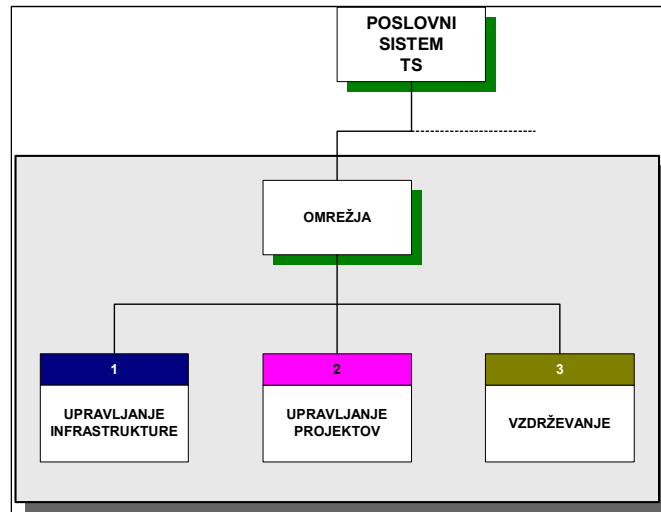 POSLOVNI
SISTEM
TS
OMREŽJA
1
2
3
UPRAVLJANJE
INFRASTRUKTURE
UPRAVLJANJE
PROJEKTOV
VZDRŽEVANJE